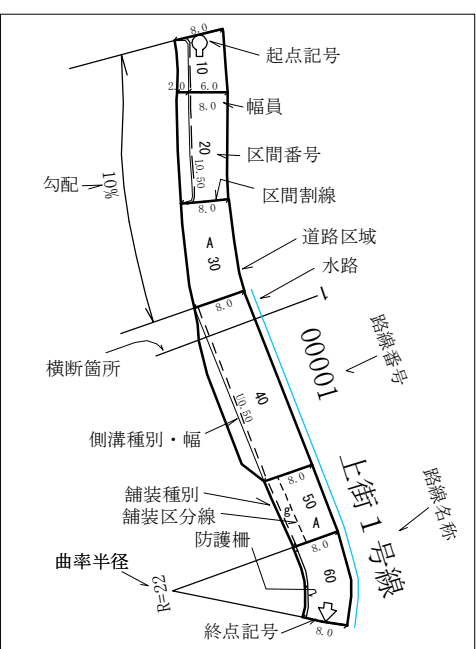 8.0
起点記号
10
2.0 6.0
8.0
幅員
20
区間番号
10.50
区間割線
8.0
勾配
10%
A
30
道路区域
水路
8.0
1
横断箇所
00001
路線番号
40
U0.50
側溝種別・幅
8.0
舗装種別
50
A
g
舗装区分線
上街1号線
路線名称
防護柵
8.0
60
曲率半径
R=22
終点記号
8.0